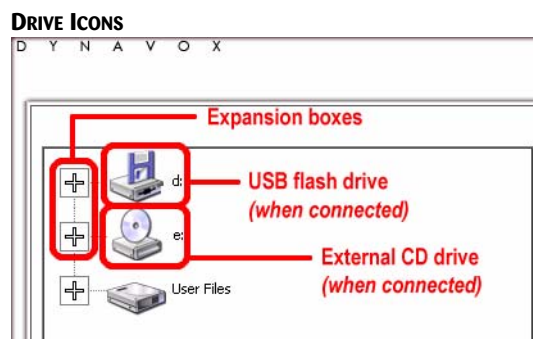 DRIVE ICONS
D Y N A V O X
Expansion boxes
d:
USB flash drive
(when connected)
e:
External CD drive
(when connected)
User Files